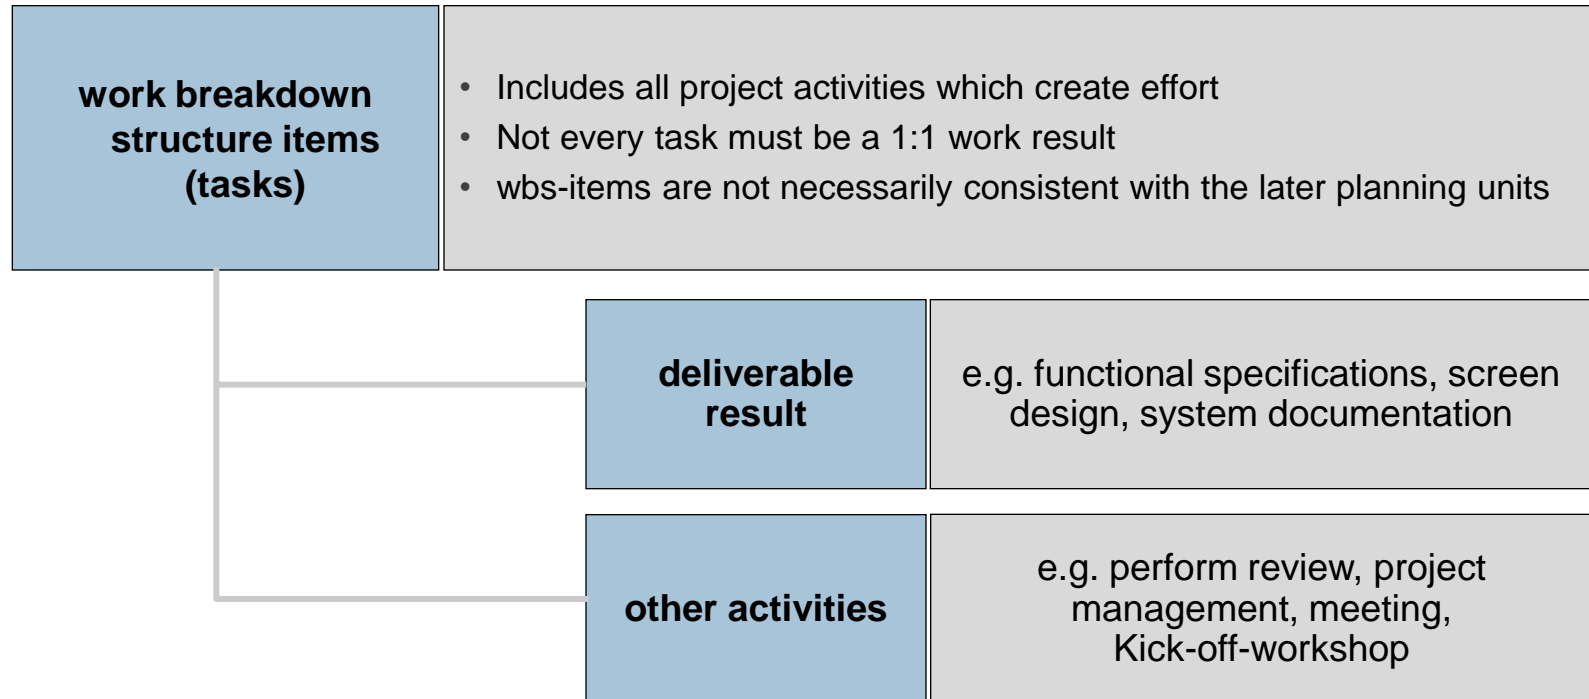 work breakdown
structure items
(tasks)
• Includes all project activities which create effort
• Not every task must be a 1:1 work result
• wbs-items are not necessarily consistent with the later planning units
deliverable
result
e.g. functional specifications, screen
design, system documentation
other activities
e.g. perform review, project
management, meeting,
Kick-off-workshop